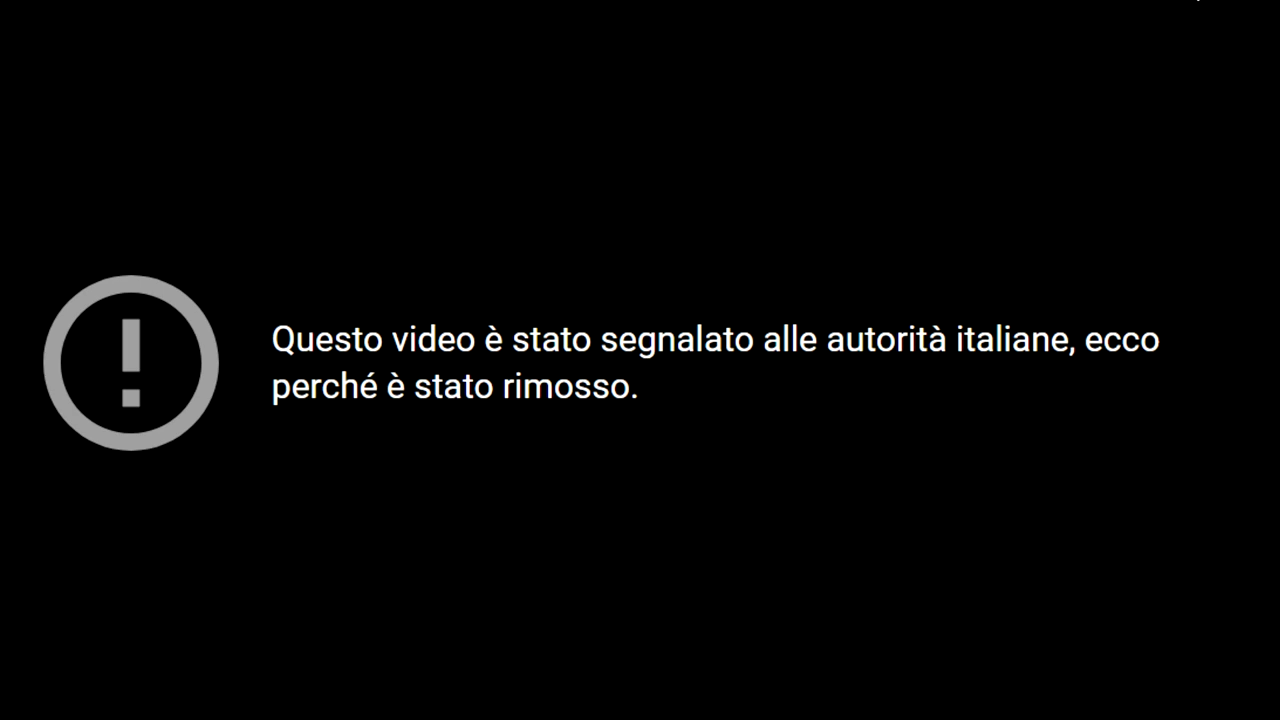 Questo video è stato segnalato alle autorità italiane, ecco
perché è stato rimosso.